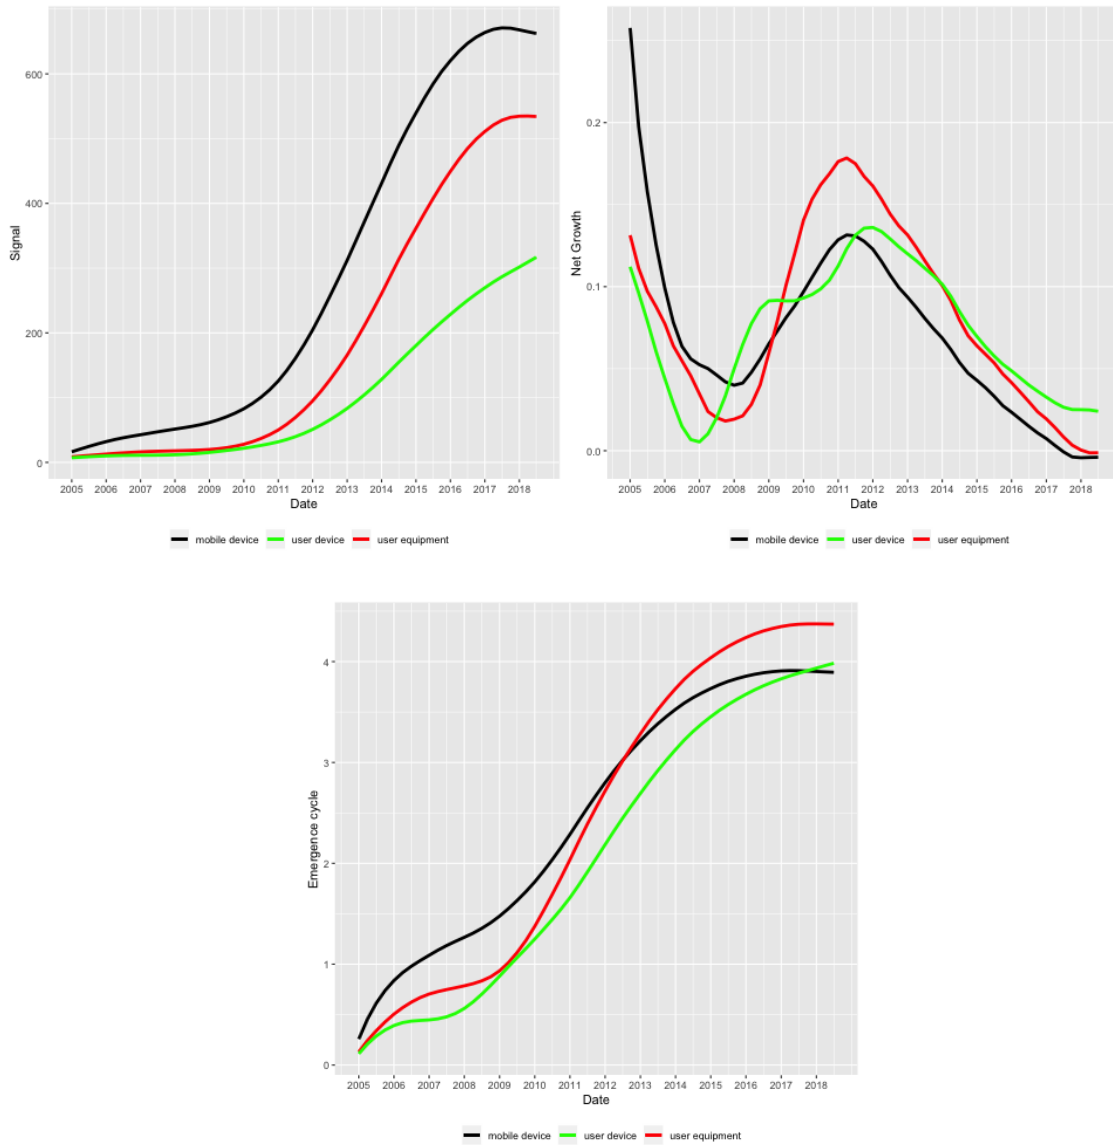 600
400
200
0
Signal
2005 2006 2007 2008 2009 2010 2011 2012 2013 2014 2015 2016 2017 2018
Date
mobile device user device user equipment
0.2
0.1
0.0
Net Growth
2005 2006 2007 2008 2009 2010 2011 2012 2013 2014 2015 2016 2017 2018
Date
mobile device user device user equipment
4
3
2
1
0
Emergence cycle
2005 2006 2007 2008 2009 2010 2011 2012 2013 2014 2015 2016 2017 2018
Date
mobile device user device user equipment